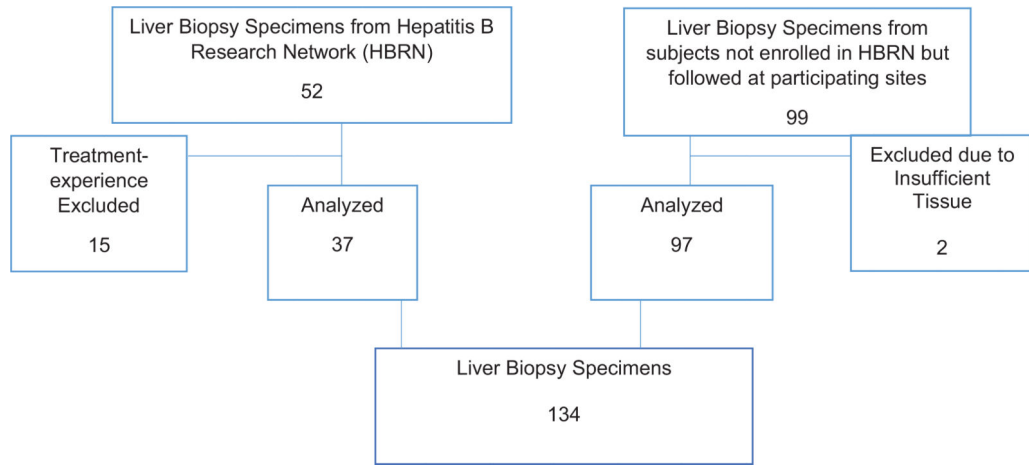 Liver Biopsy Specimens from Hepatitis B
Research Network (HBRN)
52
Liver Biopsy Specimens from
subjects not enrolled in HBRN but
followed at participating sites
99
Treatment-
experience
Excluded
15
Analyzed
37
Analyzed
97
Excluded due to
Insufficient
Tissue
2
Liver Biopsy Specimens
134